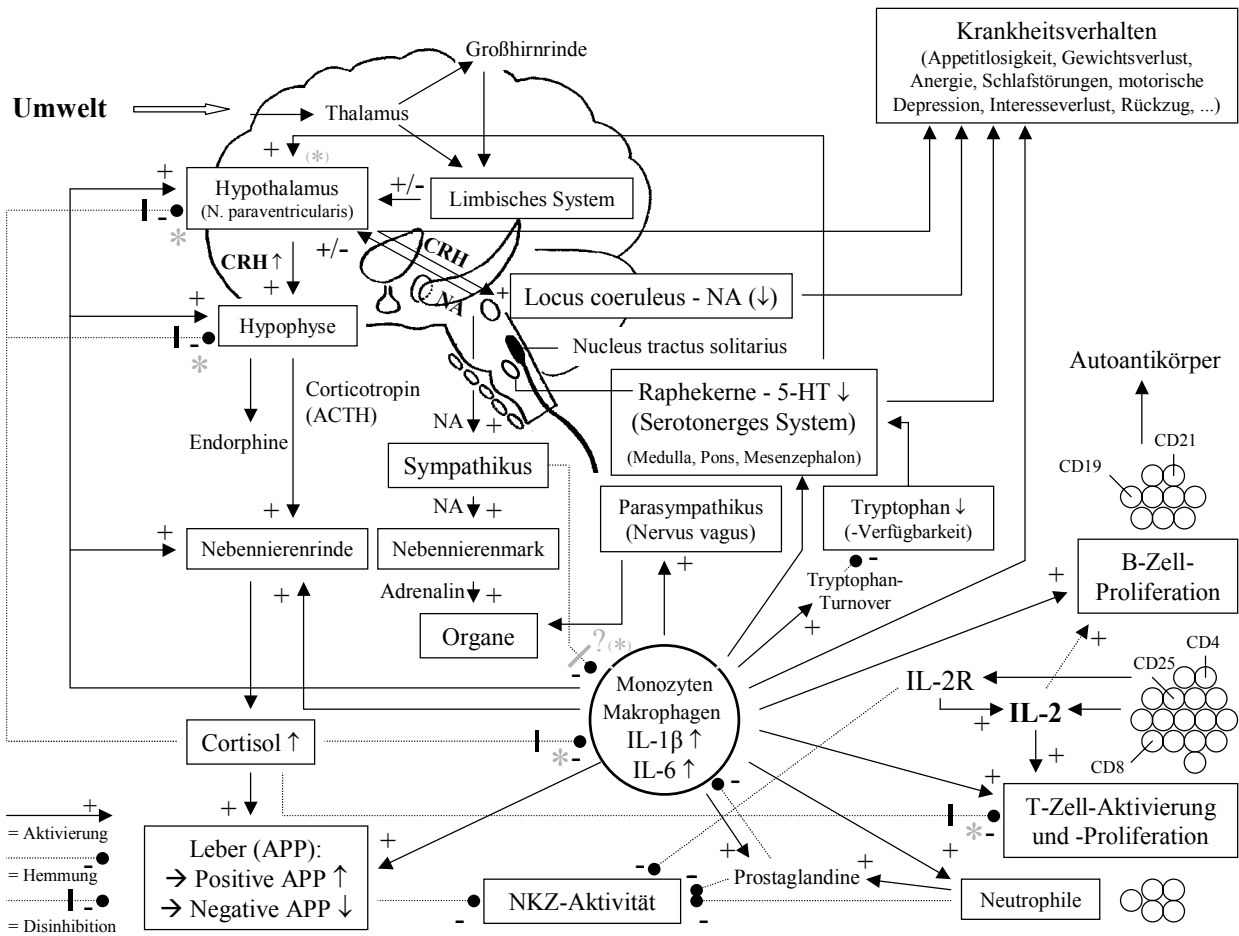 Krankheitsverhalten
(Appetitlosigkeit, Gewichtsverlust,
Anergie, Schlafstörungen, motorische
Depression, Interesseverlust, Rückzug, ...)
Großhirnrinde
Umwelt
Thalamus
+
(*)
+
Hypothalamus
(N. paraventricularis)
+/-
Limbisches System
-
*
+/-
CRH
NA
CRH ↑
+
+
Locus coeruleus - NA (↓)
+
Hypophyse
-
*
Nucleus tractus solitarius
Autoantikörper
Corticotropin
(ACTH)
Raphekerne - 5-HT ↓
(Serotonerges System)
(Medulla, Pons, Mesenzephalon)
Endorphine
NA
+
CD21
CD19
Sympathikus
NA
+
Parasympathikus
(Nervus vagus)
Tryptophan ↓
(-Verfügbarkeit)
+
+
Nebennierenrinde
Nebennierenmark
+
-
B-Zell-
Proliferation
+
Adrenalin
+
Tryptophan-
Turnover
+
+
Organe
+
? (*)
-
CD4
CD25
Monozyten
Makrophagen
IL-1β ↑
IL-6 ↑
IL-2R
+
IL-2
Cortisol ↑
*
-
+
CD8
-
+
T-Zell-Aktivierung
und -Proliferation
*
-
+
+
= Aktivierung
-
= Hemmung
-
= Disinhibition
+
Leber (APP):
→ Positive APP ↑
→ Negative APP ↓
-
NKZ-Aktivität
-
-
-
+
Prostaglandine
+
+
Neutrophile